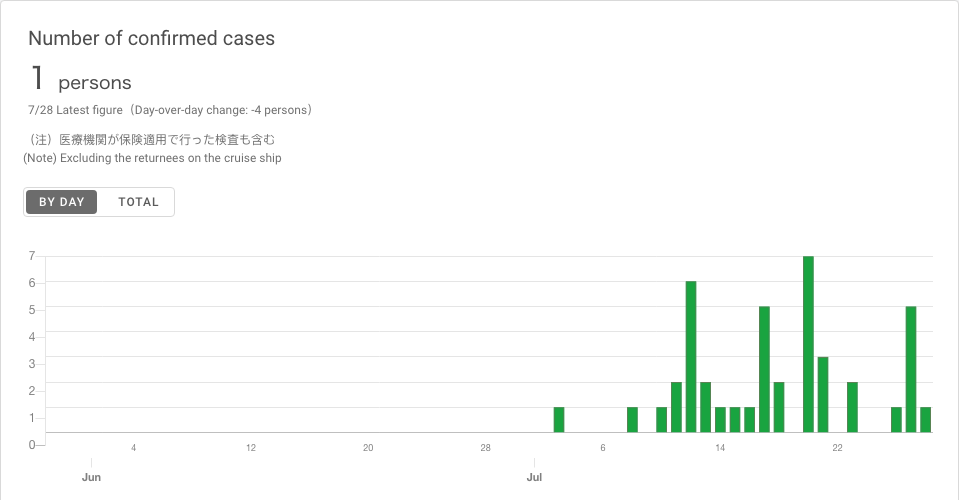 Number of confirmed cases
1 persons
7/28 Latest figure（Day-over-day change: -4 persons）
（注）医療機関が保険適用で行った検査も含む
(Note) Excluding the returnees on the cruise ship
BY DAY TOTAL
7
6
5
4
3
2
1
0
4 12 20 28 6 14 22
Jun Jul